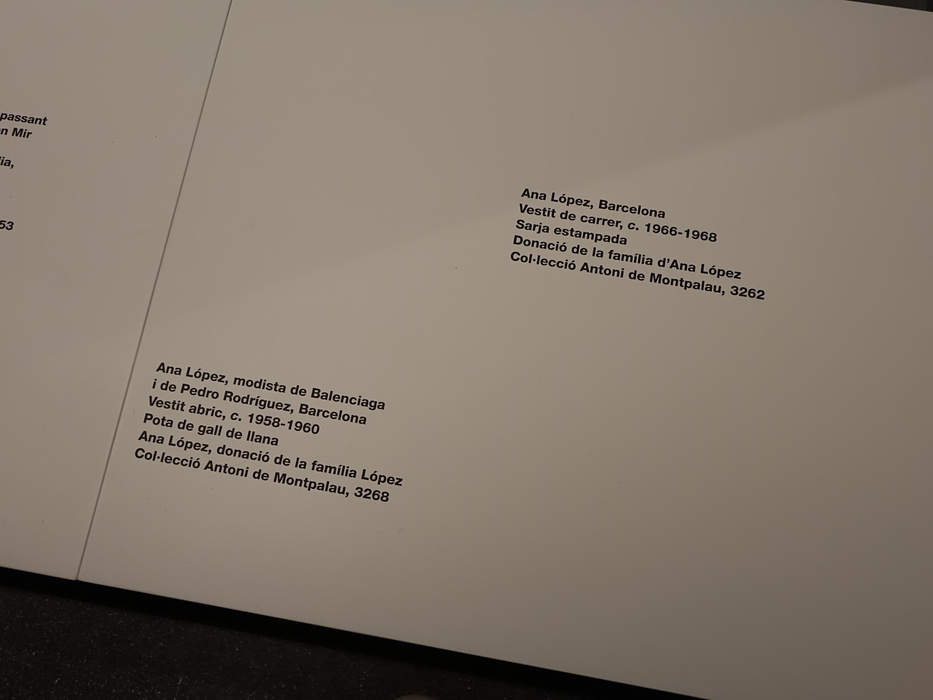 passant
n Mir
ia,
53
Ana López, Barcelona
Vestit de carrer, c. 1966-1968
Sarja estampada
Donació de la família d'Ana López
Col·lecció Antoni de Montpalau, 3262
Ana López, modista de Balenciaga
i de Pedro Rodríguez, Barcelona
Vestit abric, c. 1958-1960
Pota de gall de llana
Ana López, donació de la família López
Col·lecció Antoni de Montpalau, 3268